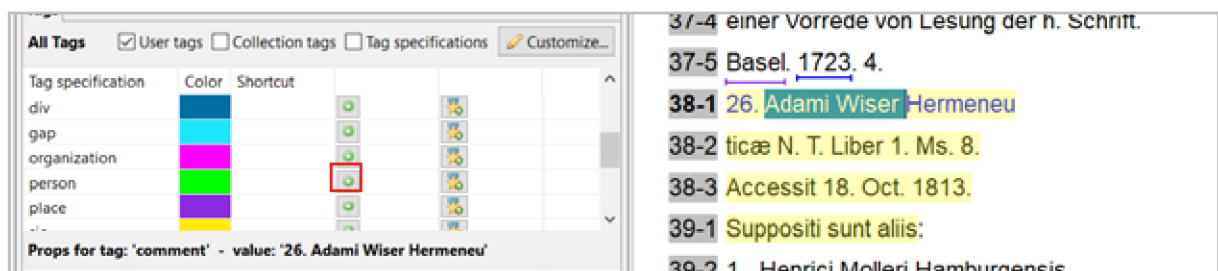 All Tags User tags Collection tags Tag specifications Customize...
Tag specification Color Shortcut
div
gap
organization
person
place
Props for tag: 'comment' - value: '26. Adami Wiser Hermeneu'
37-4 einer Vorrede von Lesung der h. Schrift.
37-5 Basel. 1723. 4.
38-1 26. Adami Wiser Hermeneu
38-2 ticæ N. T. Liber 1. Ms. 8.
38-3 Accessit 18. Oct. 1813.
39-1 Suppositi sunt aliis:
39-2 1. Henrici Molleri Hamburgensis